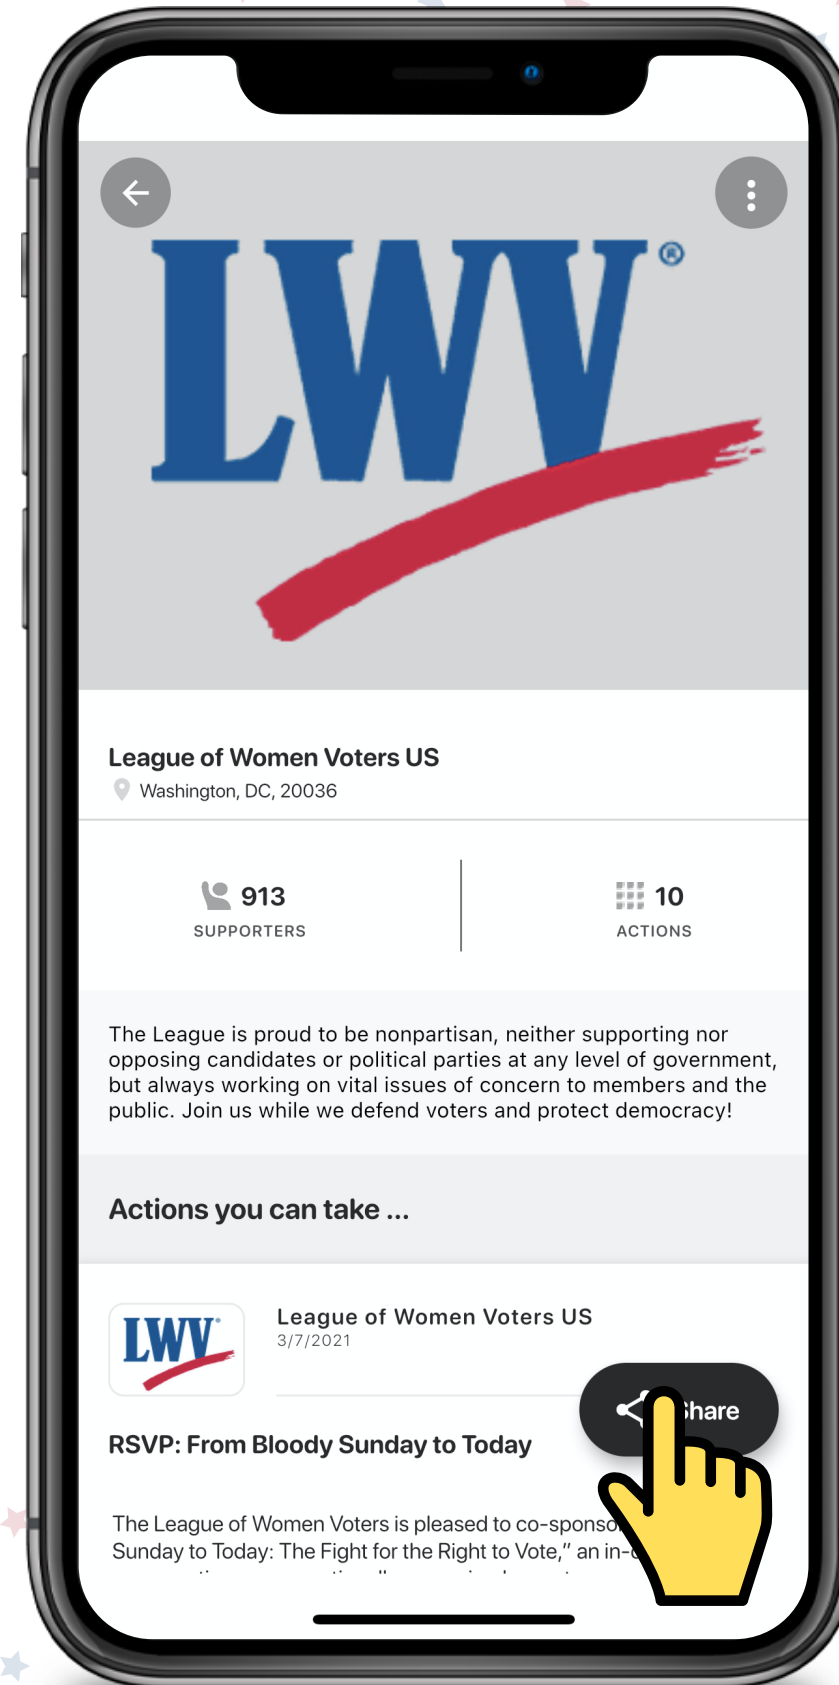 LWV®
League of Women Voters US
Washington, DC, 20036
913
SUPPORTERS
10
ACTIONS
The League is proud to be nonpartisan, neither supporting nor
opposing candidates or political parties at any level of government,
but always working on vital issues of concern to members and the
public. Join us while we defend voters and protect democracy!
Actions you can take ...
LWV
League of Women Voters US
3/7/2021
hare
RSVP: From Bloody Sunday to Today
The League of Women Voters is pleased to
Sunday to Today: The Fight for the Right to Vote,” an